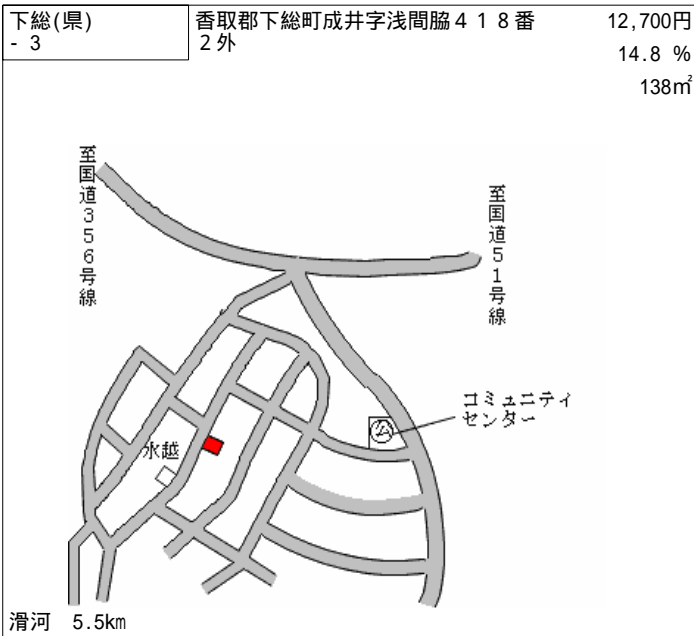 下総(県)
- 3
香取郡下総町成井字浅間脇４１８番
２外
12,700円
14.8 %
138㎡
至国道３５６号線
至国道５１号線
コミュニティ
センター
公
水越
滑河 5.5km